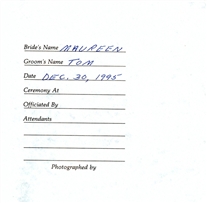 Bride's Name MAUREEN
Groom's Name TOM
Date DEC. 30, 1995
Ceremony At
Officiated By
Attendants
Photographed by